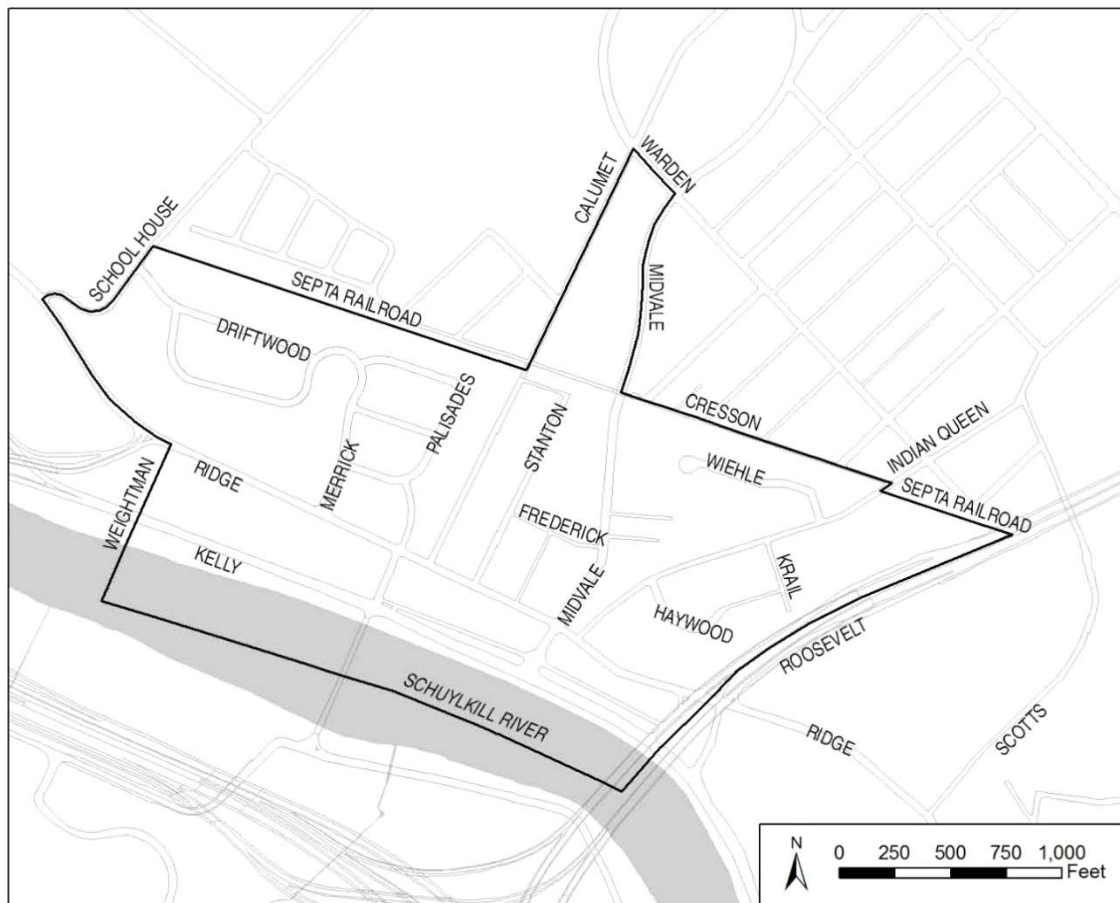 WARDEN
CALUMET
SCHOOL HOUSE
MIDVALE
SEPTA RAILROAD
DRIFTWOOD
PALISADES
CRESSON
STANTON
INDIAN QUEEN
WIEHLE
RIDGE
MERRICK
SEPTA RAILROAD
WEIGHTMAN
FREDERICK
KELLY
KRAIL
MIDVALE
HAYWOOD
ROOSEVELT
SCHUYLKILL RIVER
RIDGE
SCOTTS
N
0 250 500 750 1,000
Feet